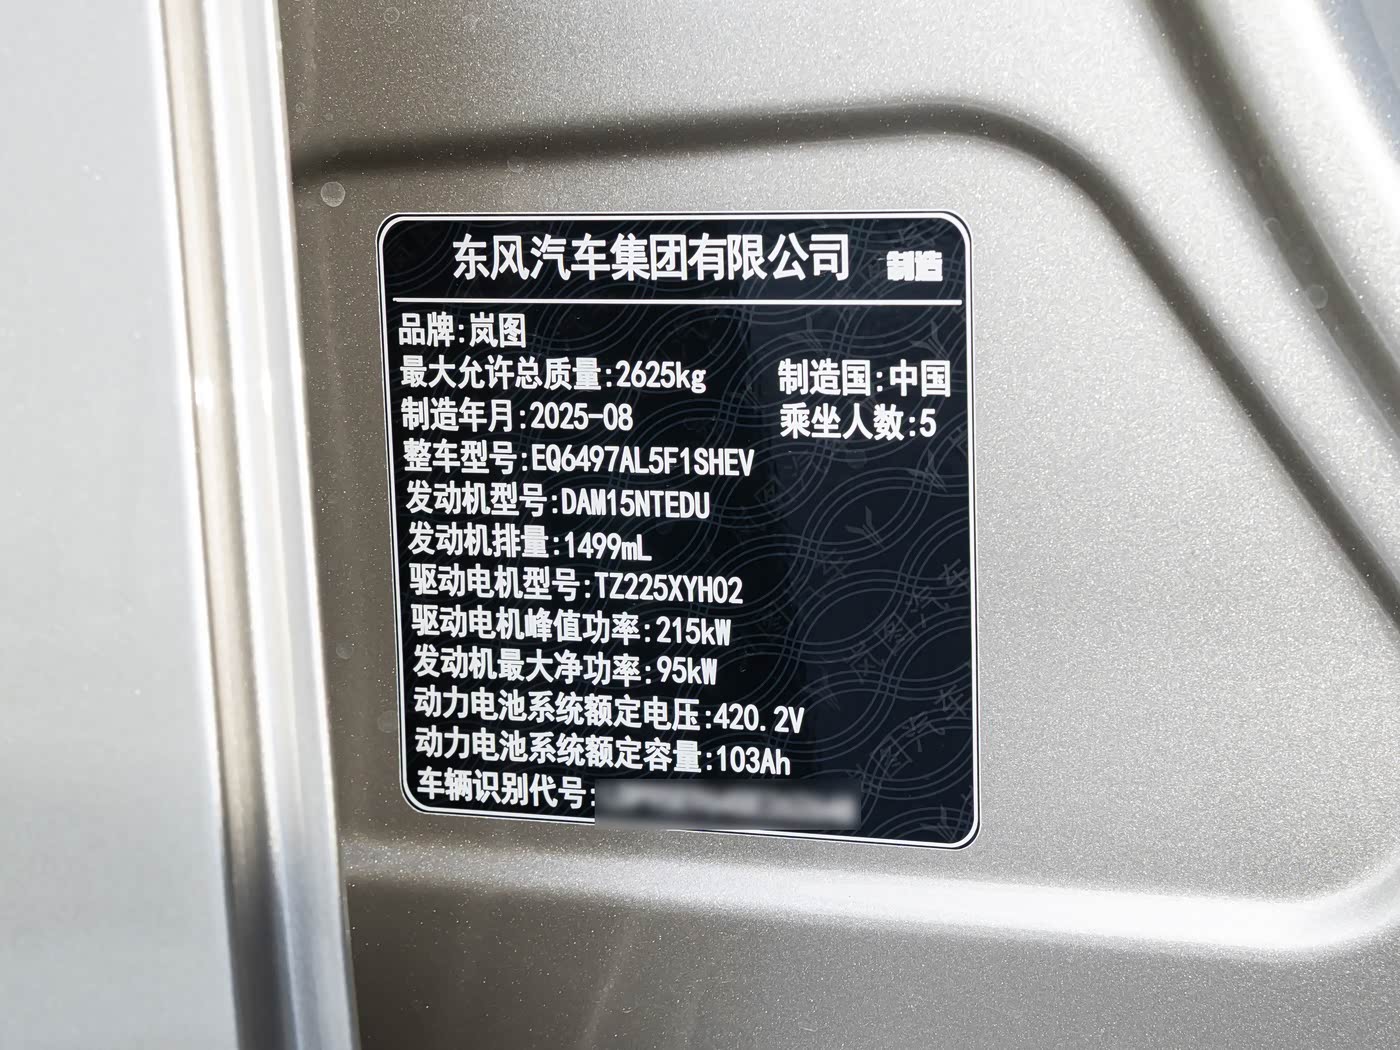 东风汽车集团有限公司 制造
品牌:岚图
最大允许总质量:2625kg 制造国:中国
制造年月:2025-08 乘坐人数:5
整车型号:EQ6497AL5F1SHEV
发动机型号:DAM15NTEDU
发动机排量:1499mL
驱动电机型号:TZ225XYH02
驱动电机峰值功率:215kW
发动机最大净功率:95kW
动力电池系统额定电压:420.2V
动力电池系统额定容量:103Ah
车辆识别代号: